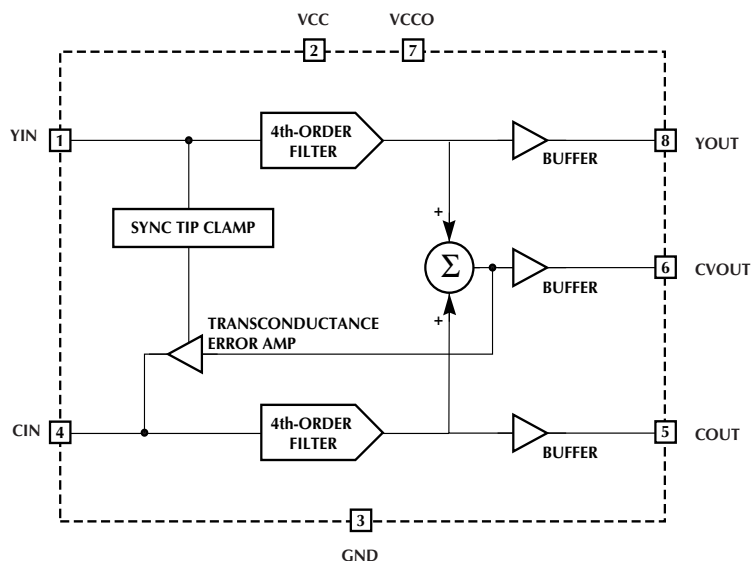 VCC
VCCO
2
7
YIN
1
4th-ORDER
FILTER
BUFFER
8
YOUT
SYNC TIP CLAMP
+
Σ
BUFFER
6
CVOUT
+
TRANSCONDUCTANCE
ERROR AMP
CIN
4
4th-ORDER
FILTER
BUFFER
5
COUT
3
GND